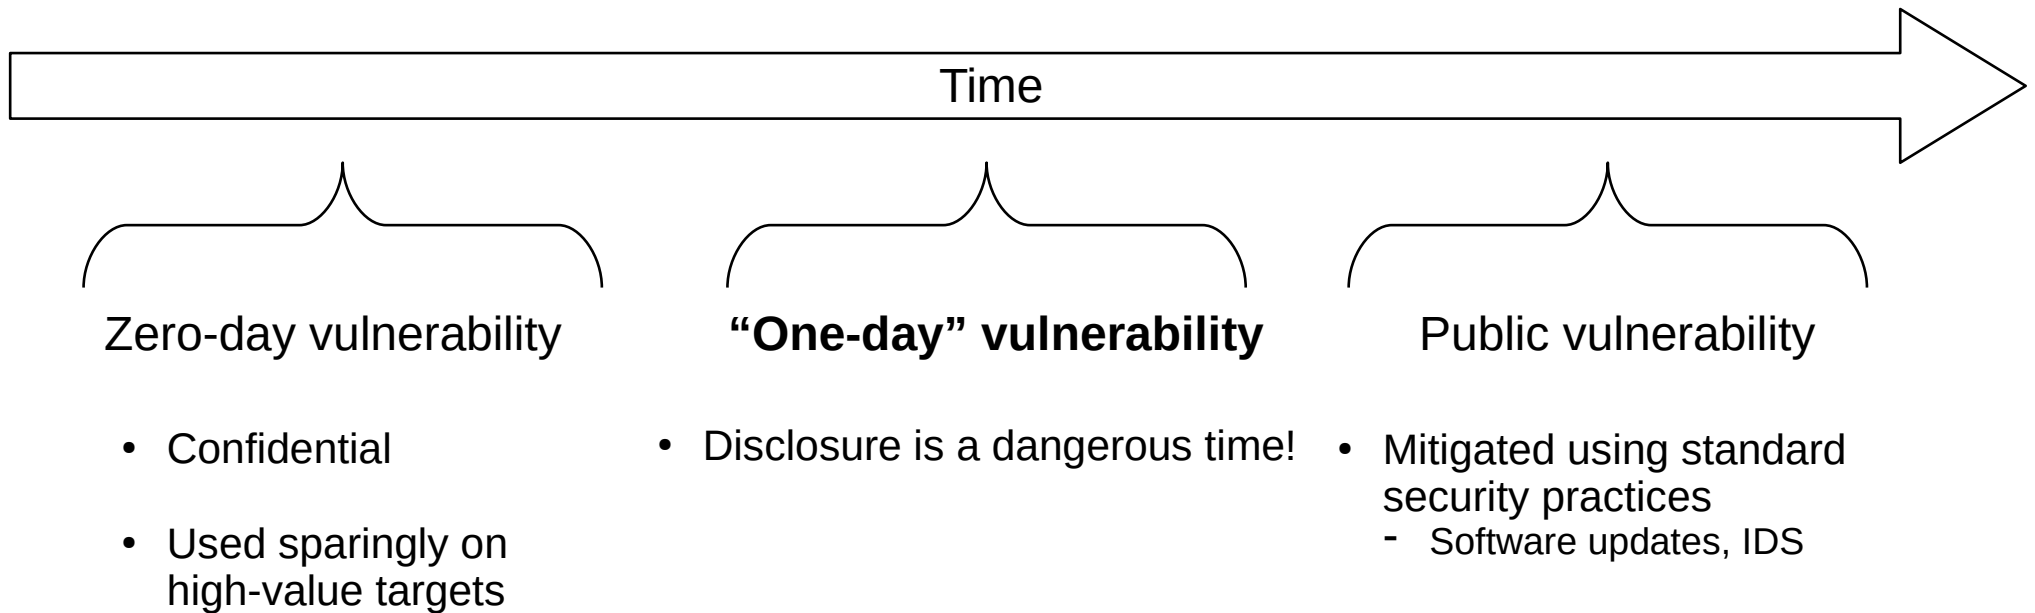 Time
Zero-day vulnerability
• Confidential
• Used sparingly on
high-value targets
“One-day” vulnerability
• Disclosure is a dangerous time!
Public vulnerability
• Mitigated using standard
security practices
- Software updates, IDS